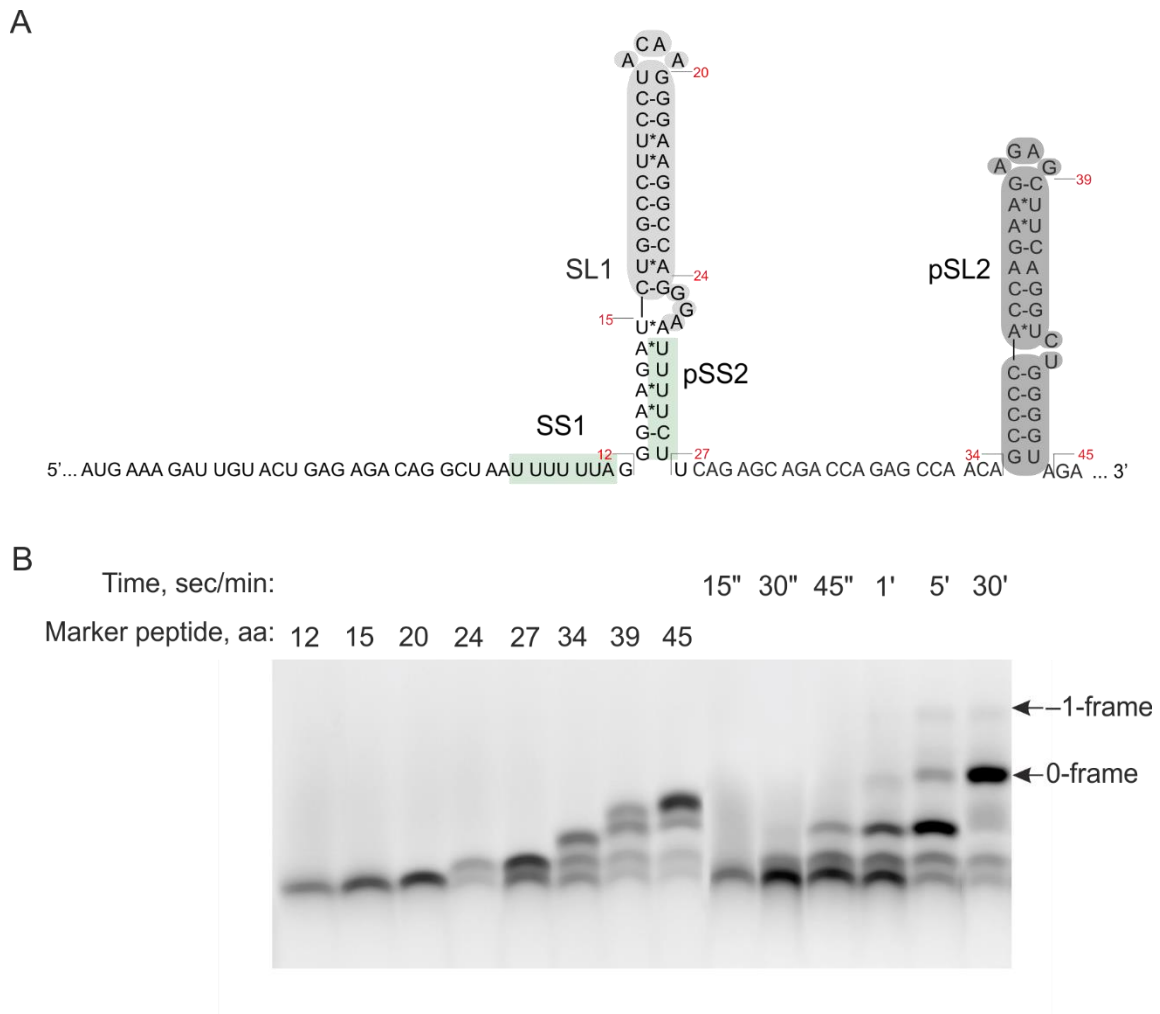 A
C A
A A
U G 20
C-G
C-G
U*A
U*A
C-G
C-G
G-C
G-C
U*A 24
SL1
C-G G
G
15 U*A A
A*U
G U
A*U
A*U
G-C
G U
pSS2
SS1
G A
A G
G-C 39
A*U
A*U
G-C
A A
C-G
C-G
A*U C
U
C-G
C-G
C-G
C-G
G U
pSL2
12 27 34 45
5'... AUG AAA GAU UGU ACU GAG AGA CAG GCU AAU UUU UUA G U CAG AGC AGA CCA GAG CCA ACA AGA ... 3'
B
Time, sec/min: 15" 30" 45" 1' 5' 30'
Marker peptide, aa: 12 15 20 24 27 34 39 45
–1-frame
0-frame